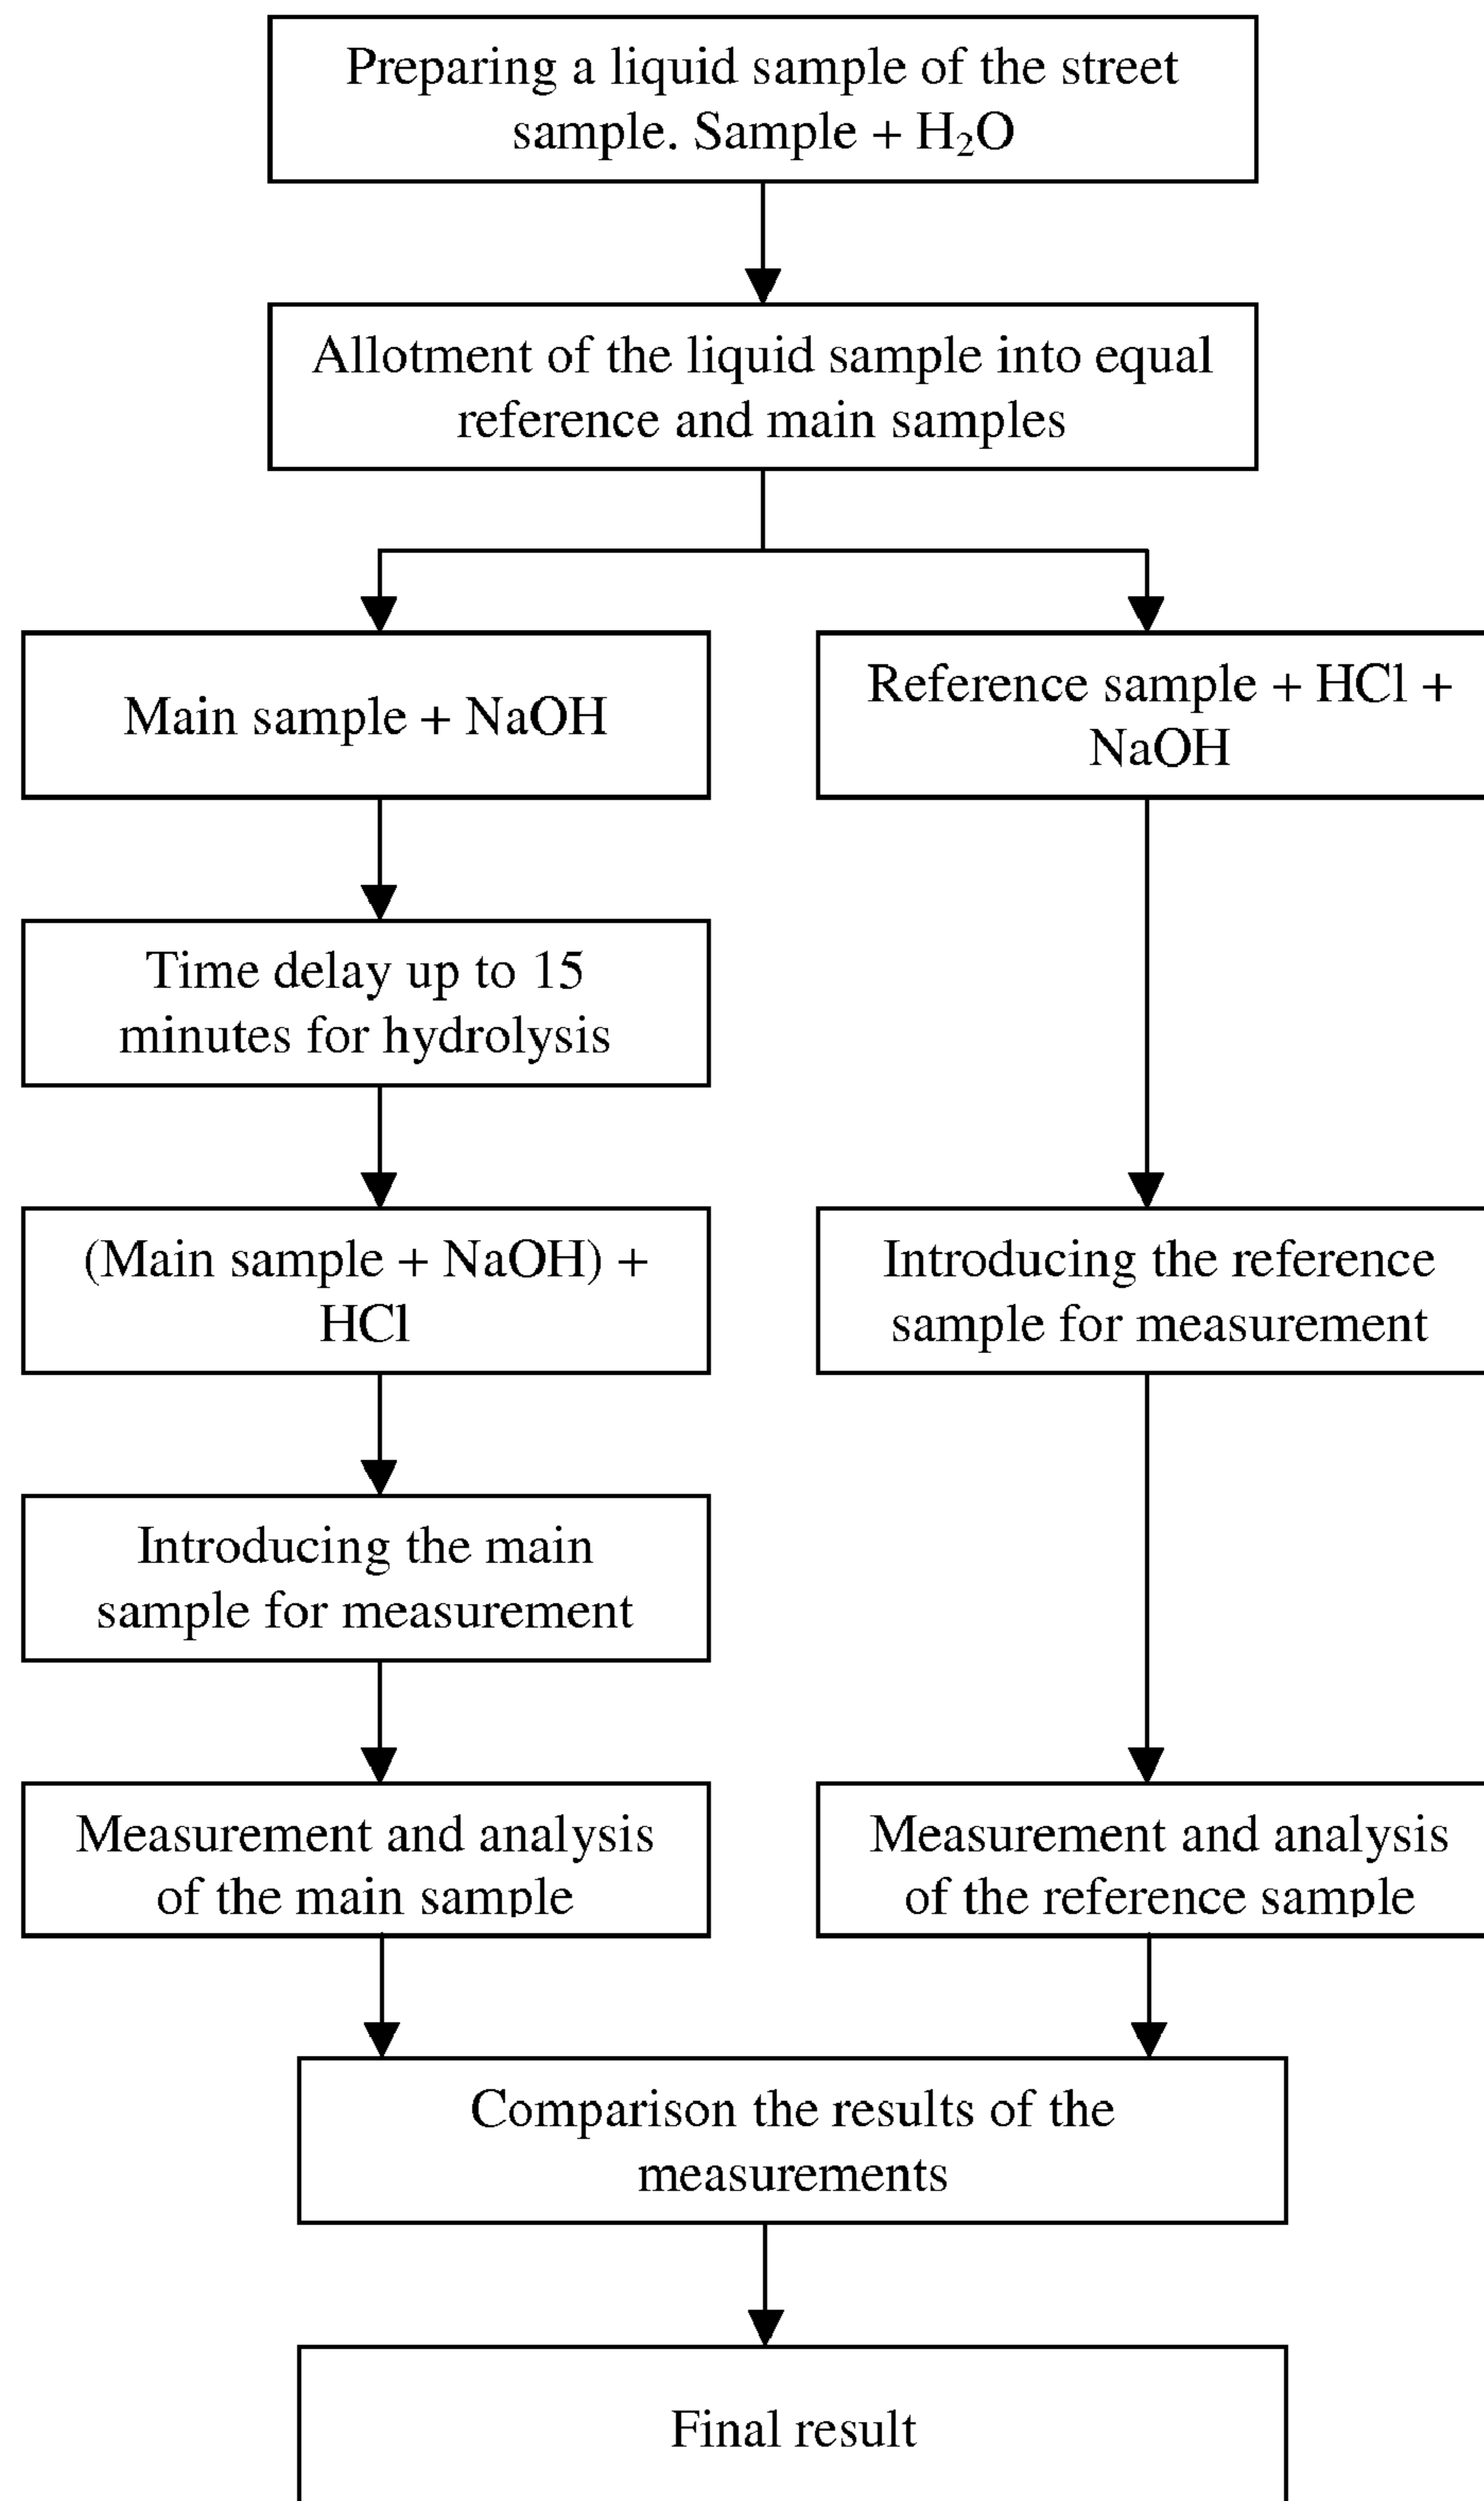 Preparing a liquid sample of the street
sample. Sample + H₂O
Allotment of the liquid sample into equal
reference and main samples
Main sample + NaOH
Reference sample + HCl +
NaOH
Time delay up to 15
minutes for hydrolysis
(Main sample + NaOH) +
HCl
Introducing the reference
sample for measurement
Introducing the main
sample for measurement
Measurement and analysis
of the main sample
Measurement and analysis
of the reference sample
Comparison the results of the
measurements
Final result